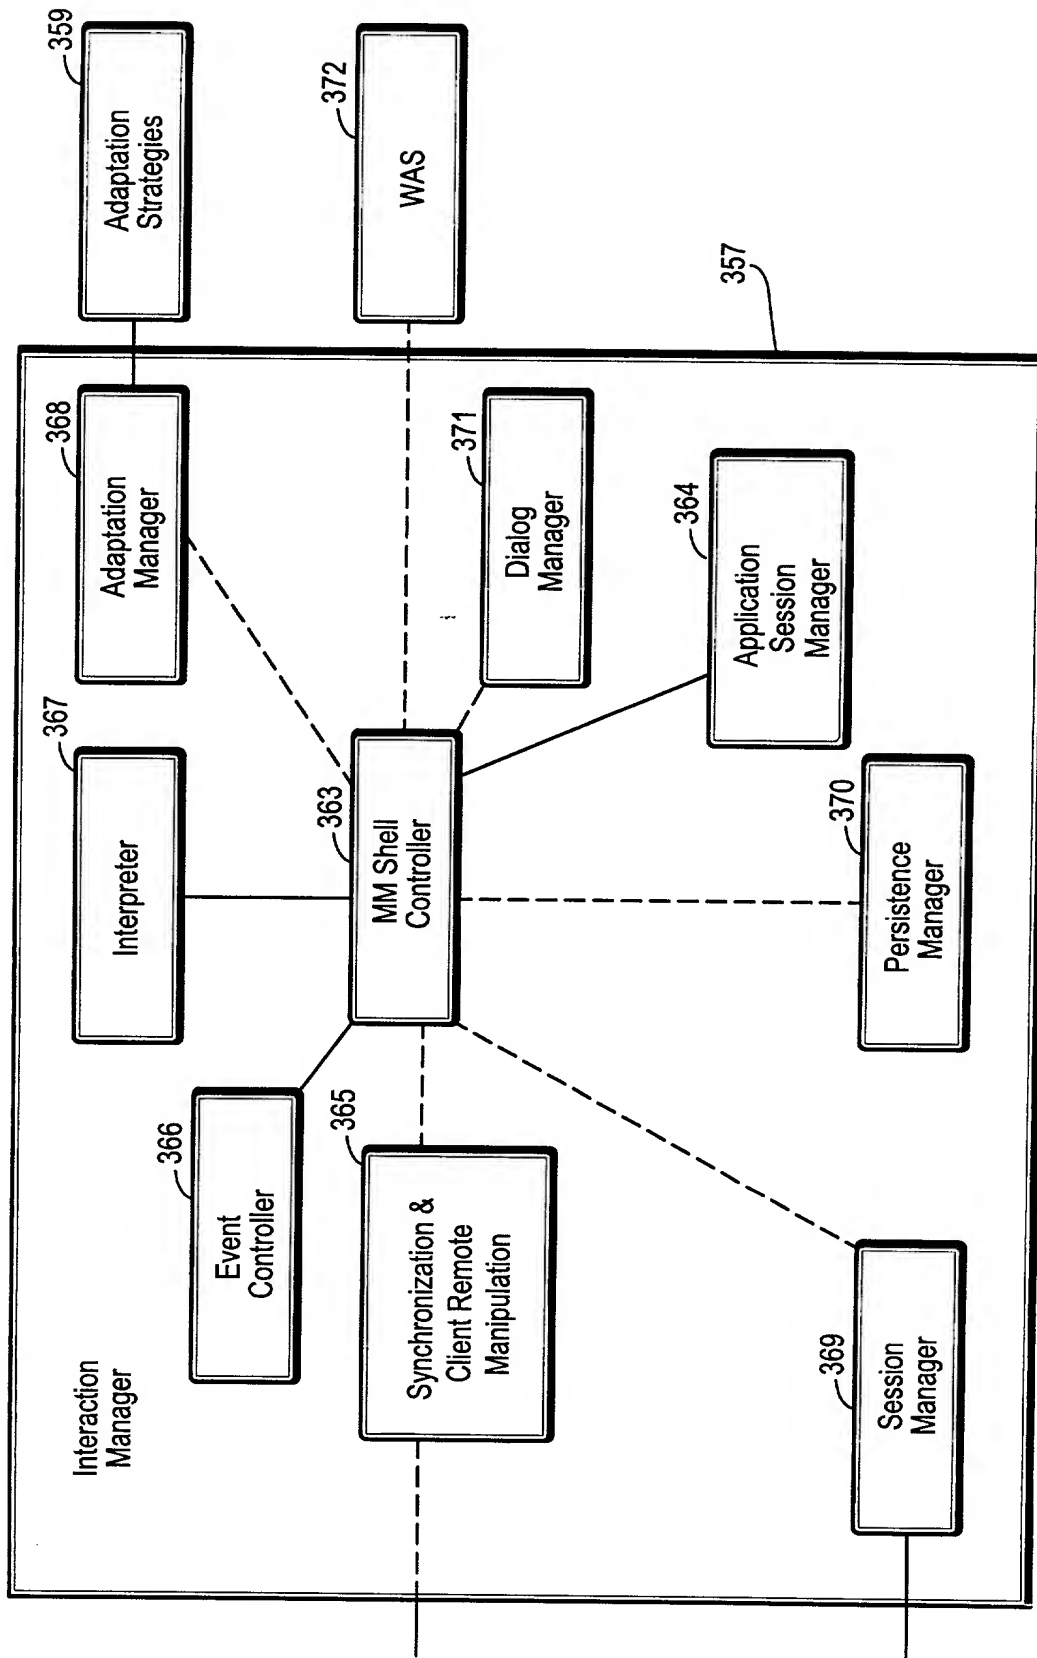 Interaction
Manager
Event
Controller
366
Synchronization &
Client Remote
Manipulation
365
Session
Manager
369
Interpreter
367
MM Shell
Controller
363
Persistence
Manager
370
Adaptation
Manager
368
Dialog
Manager
371
Application
Session
Manager
364
357
Adaptation
Strategies
359
WAS
372